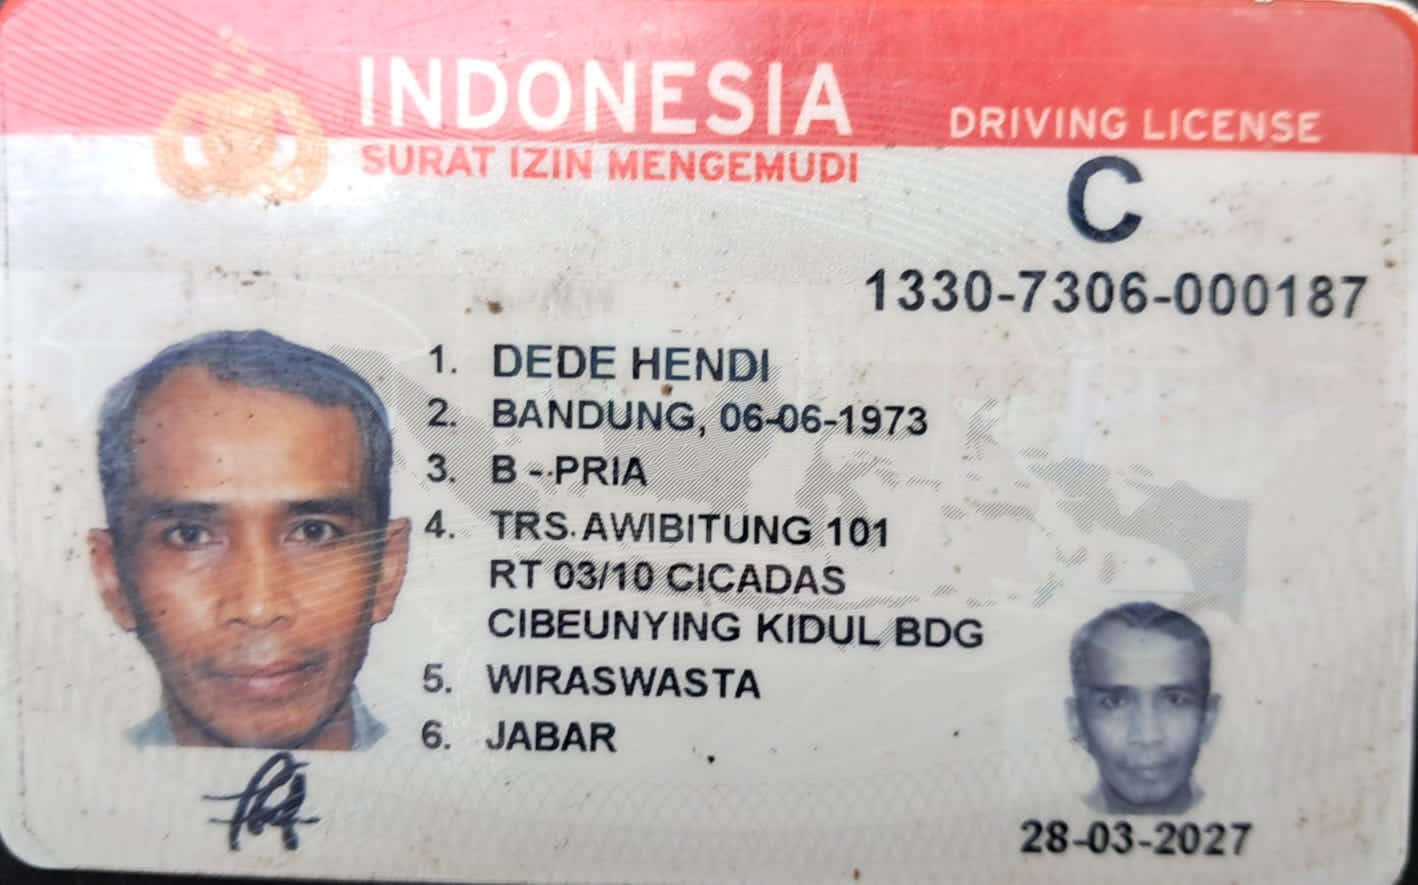 INDONESIA
DRIVING LICENSE
SURAT IZIN MENGEMUDI
C
1330-7306-000187
1. DEDE HENDI
2. BANDUNG, 06-06-1973
3. B - PRIA
4. TRS. AWIBITUNG 101
RT 03/10 CICADAS
CIBEUNYING KIDUL BDG
5. WIRASWASTA
6. JABAR
28-03-2027